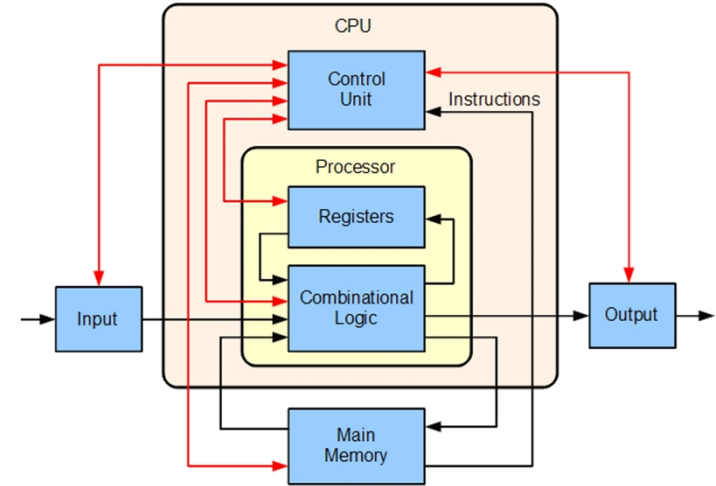 CPU
Control
Unit
Instructions
Processor
Registers
Combinational
Logic
Input
Output
Main
Memory